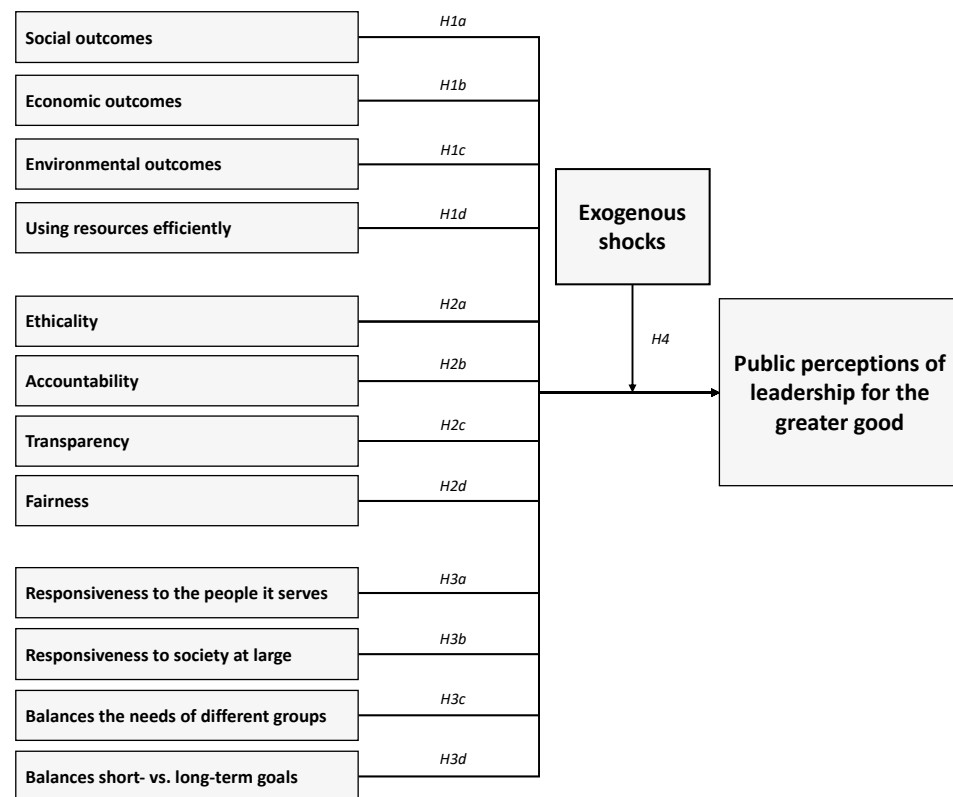 Social outcomes
H1a
Economic outcomes
H1b
Environmental outcomes
H1c
Using resources efficiently
H1d
Ethicality
H2a
Accountability
H2b
Transparency
H2c
Fairness
H2d
Responsiveness to the people it serves
H3a
Responsiveness to society at large
H3b
Balances the needs of different groups
H3c
Balances short- vs. long-term goals
H3d
Exogenous
shocks
H4
Public perceptions of
leadership for the
greater good